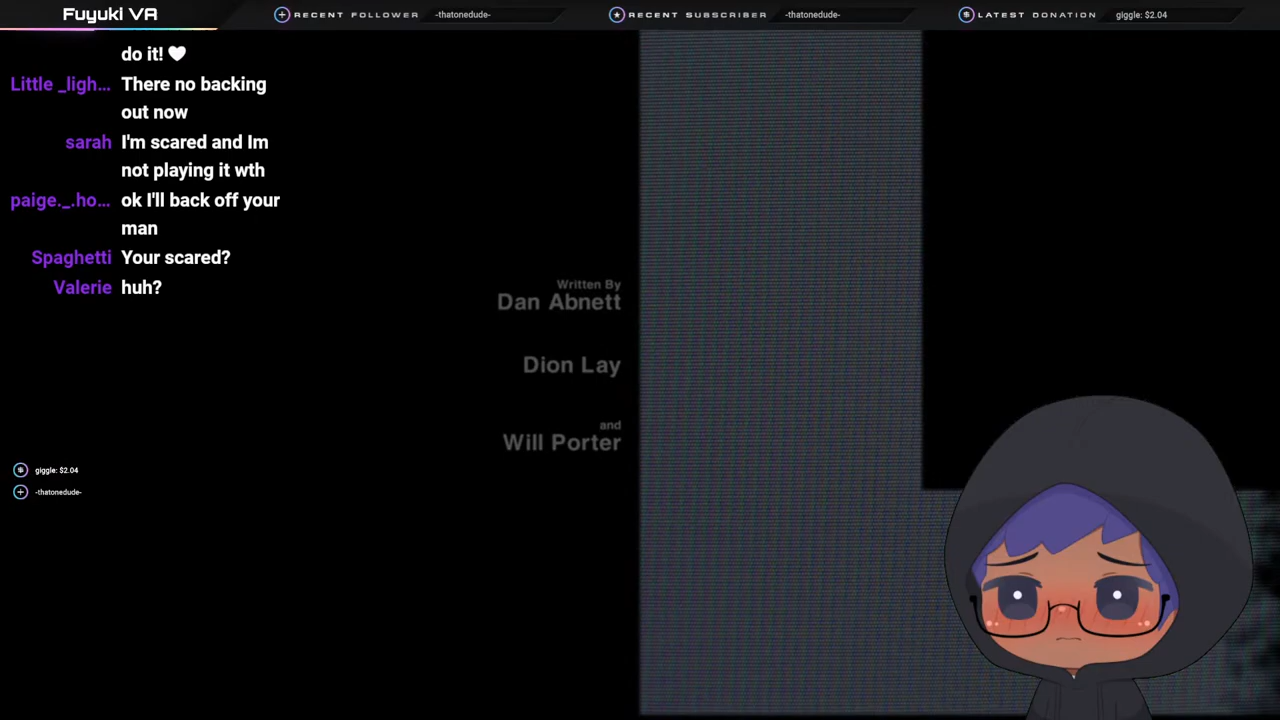 Fuyuki VA
RECENT FOLLOWER -thatonedude-
RECENT SUBSCRIBER -thatonedude-
LATEST DONATION giggle: $2.04
do it! ♥
Little _ligh... There no backing
out now
sarah I'm scared and Im
not playing it wth
paige._.ho... ok I'll back off your
man
Spaghetti Your scared?
Valerie huh?
Written By
Dan Abnett
Dion Lay
and
Will Porter
giggle: $2.04
-thatonedude-